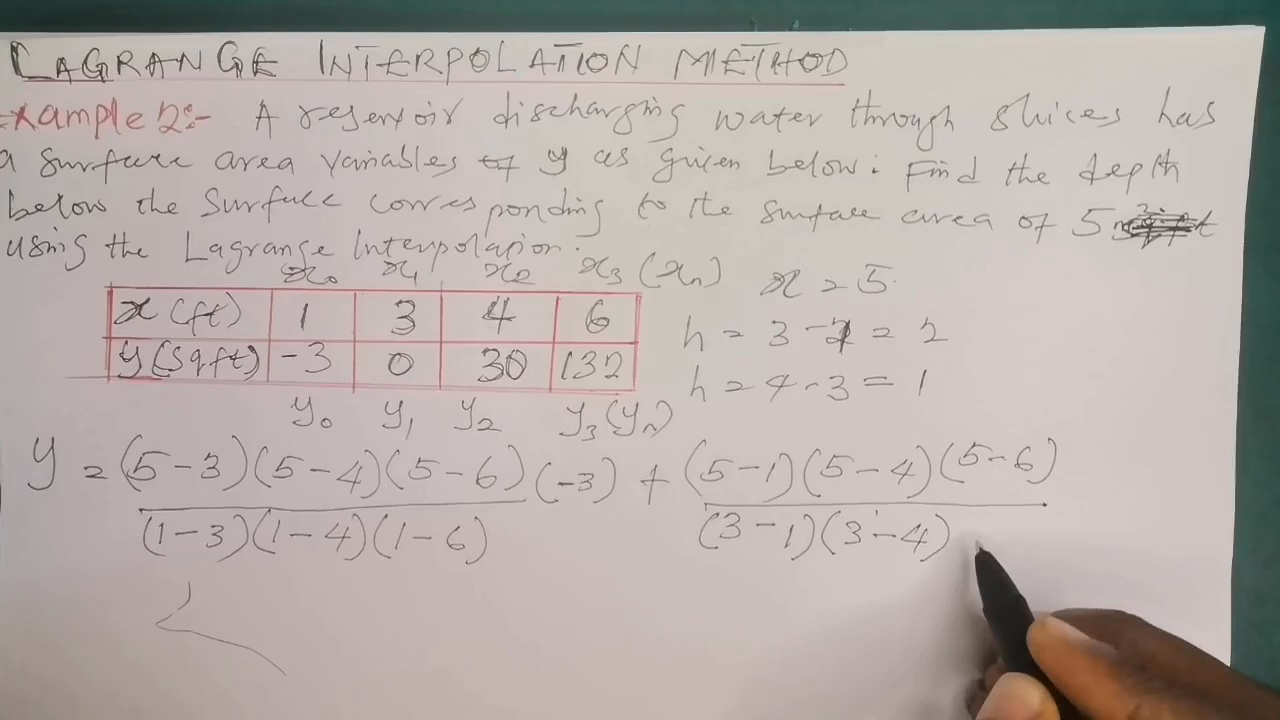 LAGRANGE INTERPOLATION METHOD
Example 2:- A reservoir discharging water through sluices has
a surface area variables of y as given below: Find the depth
below the surface corresponding to the surface area of 5
using the Lagrange Interpolation.
x₀ x₁ x₂ x₃ (xₙ) x = 5
x (ft) 1 3 4 6
h = 3 - 1 = 2
y (sqft) -3 0 30 132
h = 4 - 3 = 1
y₀ y₁ y₂ y₃ (yₙ)
y = (5-3)(5-4)(5-6) (-3) + (5-1)(5-4)(5-6)
(1-3)(1-4)(1-6) (3-1)(3-4)